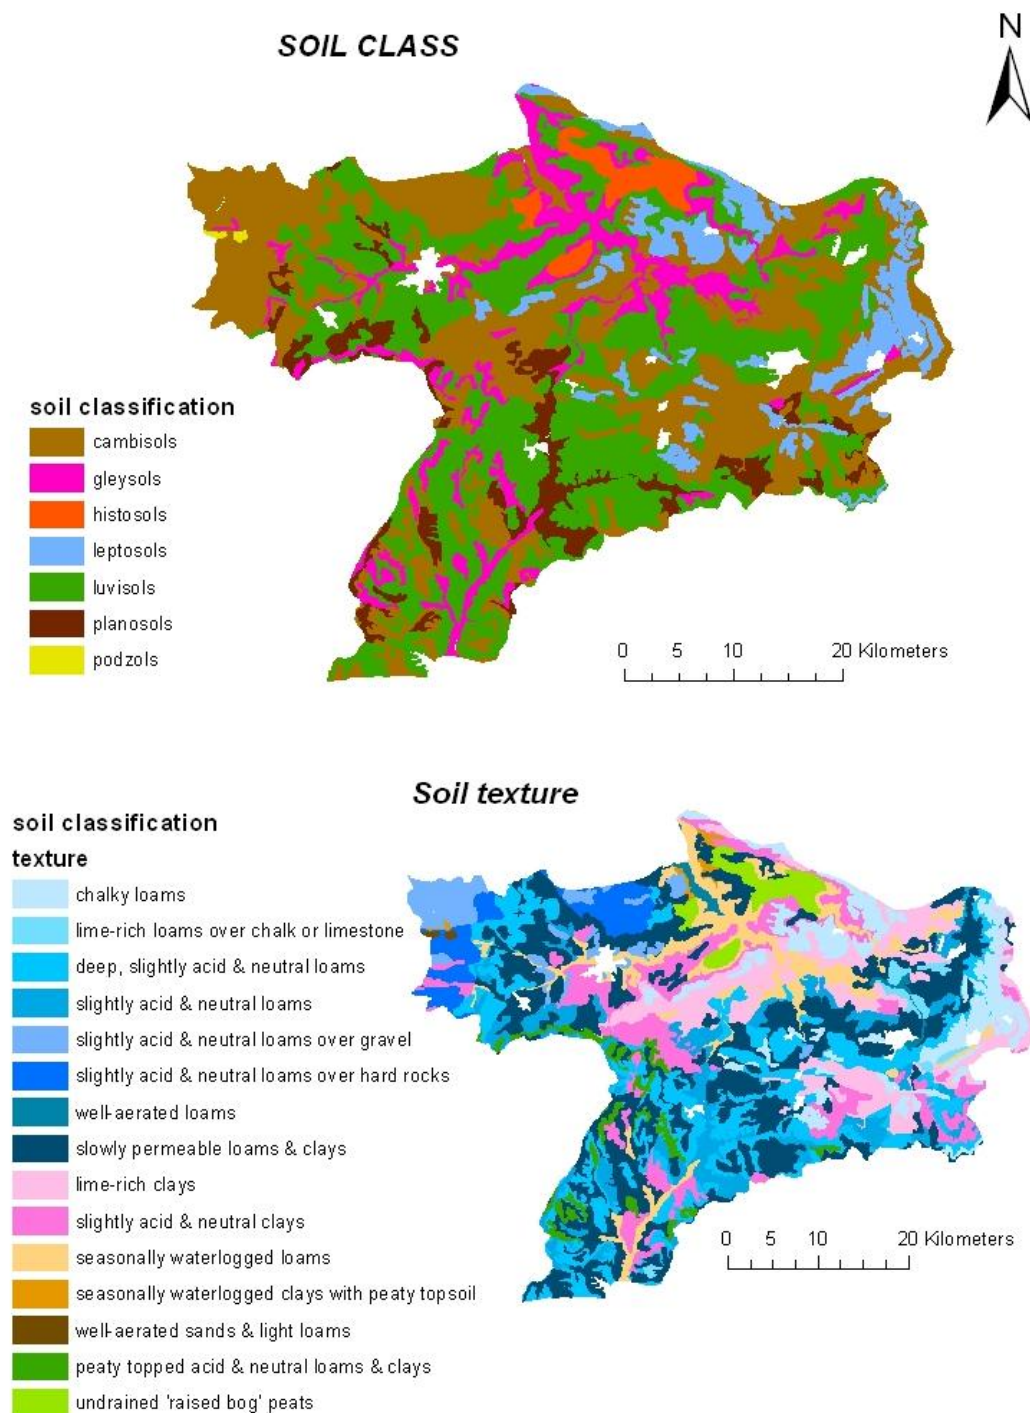 SOIL CLASS
N
soil classification
cambisols
gleysols
histosols
leptosols
luvisols
planosols
podzols
0 5 10 20 Kilometers
Soil texture
soil classification
texture
chalky loams
lime-rich loams over chalk or limestone
deep, slightly acid & neutral loams
slightly acid & neutral loams
slightly acid & neutral loams over gravel
slightly acid & neutral loams over hard rocks
well-aerated loams
slowly permeable loams & clays
lime-rich clays
slightly acid & neutral clays
seasonally waterlogged loams
seasonally waterlogged clays with peaty topsoil
well-aerated sands & light loams
peaty topped acid & neutral loams & clays
undrained 'raised bog' peats
0 5 10 20 Kilometers